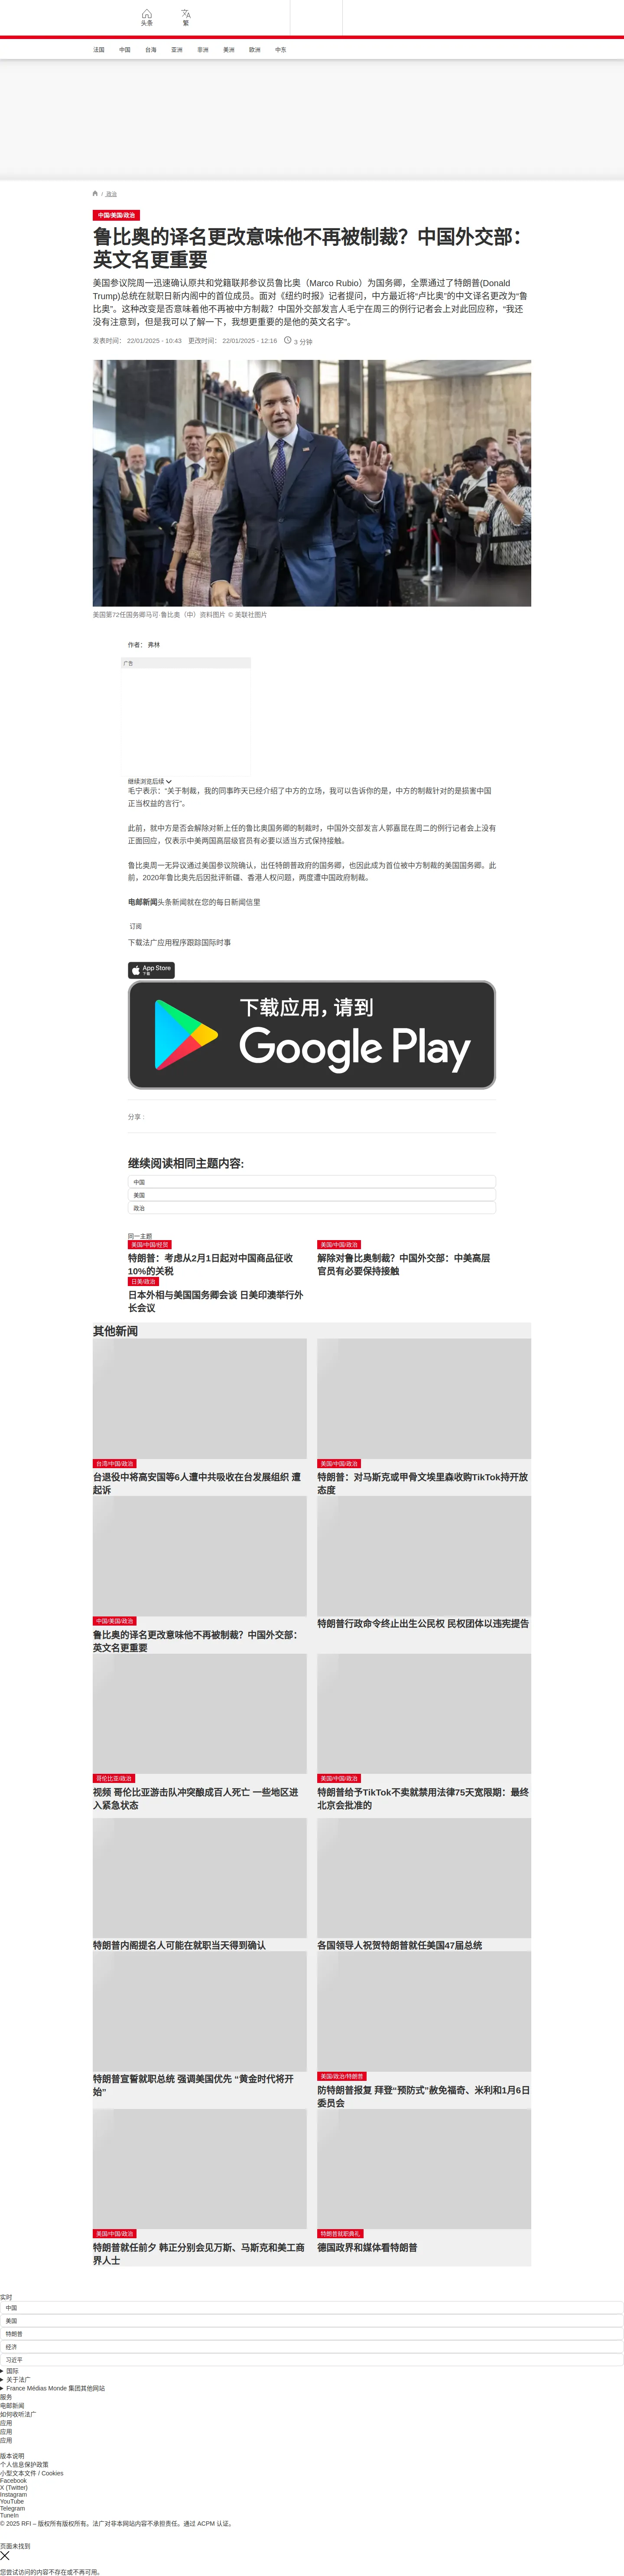 头条
繁
法国
中国
台海
亚洲
非洲
美洲
欧洲
中东
/ 政治
中国/美国/政治
鲁比奥的译名更改意味他不再被制裁？中国外交部：
英文名更重要
美国参议院周一迅速确认原共和党籍联邦参议员鲁比奥（Marco Rubio）为国务卿，全票通过了特朗普(Donald
Trump)总统在就职日新内阁中的首位成员。面对《纽约时报》记者提问，中方最近将“卢比奥”的中文译名更改为“鲁
比奥”。这种改变是否意味着他不再被中方制裁？中国外交部发言人毛宁在周三的例行记者会上对此回应称，“我还
没有注意到，但是我可以了解一下，我想更重要的是他的英文名字”。
发表时间： 22/01/2025 - 10:43 更改时间： 22/01/2025 - 12:16 3 分钟
美国第72任国务卿马可·鲁比奥（中）资料图片 © 美联社图片
作者： 弗林
广告
继续浏览后续
毛宁表示：“关于制裁，我的同事昨天已经介绍了中方的立场，我可以告诉你的是，中方的制裁针对的是损害中国
正当权益的言行”。
此前，就中方是否会解除对新上任的鲁比奥国务卿的制裁时，中国外交部发言人郭嘉昆在周二的例行记者会上没有
正面回应，仅表示中美两国高层级官员有必要以适当方式保持接触。
鲁比奥周一无异议通过美国参议院确认，出任特朗普政府的国务卿，也因此成为首位被中方制裁的美国国务卿。此
前，2020年鲁比奥先后因批评新疆、香港人权问题，两度遭中国政府制裁。
电邮新闻头条新闻就在您的每日新闻信里
订阅
下载法广应用程序跟踪国际时事
App Store
下载
下载应用，请到
Google Play
分享 :
继续阅读相同主题内容:
中国
美国
政治
同一主题
美国/中国/经贸
特朗普：考虑从2月1日起对中国商品征收
10%的关税
美国/中国/政治
解除对鲁比奥制裁？中国外交部：中美高层
官员有必要保持接触
日美/政治
日本外相与美国国务卿会谈 日美印澳举行外
长会议
其他新闻
台湾/中国/政治
台退役中将高安国等6人遭中共吸收在台发展组织 遭
起诉
美国/中国/政治
特朗普：对马斯克或甲骨文埃里森收购TikTok持开放
态度
中国/美国/政治
鲁比奥的译名更改意味他不再被制裁？中国外交部：
英文名更重要
特朗普行政命令终止出生公民权 民权团体以违宪提告
哥伦比亚/政治
视频 哥伦比亚游击队冲突酿成百人死亡 一些地区进
入紧急状态
美国/中国/政治
特朗普给予TikTok不卖就禁用法律75天宽限期：最终
北京会批准的
特朗普内阁提名人可能在就职当天得到确认
各国领导人祝贺特朗普就任美国47届总统
特朗普宣誓就职总统 强调美国优先 “黄金时代将开
始”
美国/政治/特朗普
防特朗普报复 拜登“预防式”赦免福奇、米利和1月6日
委员会
美国/中国/政治
特朗普就任前夕 韩正分别会见万斯、马斯克和美工商
界人士
特朗普就职典礼
德国政界和媒体看特朗普
实时
中国
美国
特朗普
经济
习近平
国际
关于法广
France Médias Monde 集团其他网站
服务
电邮新闻
如何收听法广
应用
应用
应用
版本说明
个人信息保护政策
小型文本文件 / Cookies
Facebook
X (Twitter)
Instagram
YouTube
Telegram
TuneIn
© 2025 RFI – 版权所有版权所有。法广对非本网站内容不承担责任。通过 ACPM 认证。
页面未找到
您尝试访问的内容不存在或不再可用。